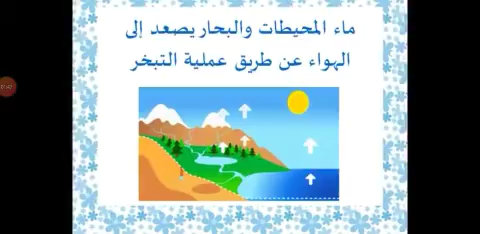 ماء المحيطات والبحار يصعد إلى
الهواء عن طريق عملية التبخر